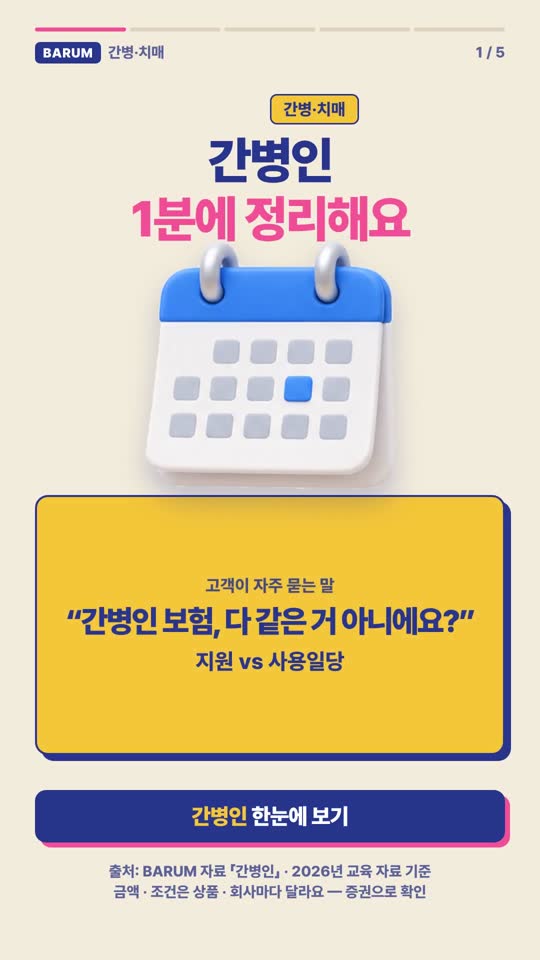 BARUM 간병·치매 1 / 5
간병·치매
간병인
1분에 정리해요
고객이 자주 묻는 말
“간병인 보험, 다 같은 거 아니에요?”
지원 vs 사용일당
간병인 한눈에 보기
출처: BARUM 자료 「간병인」 · 2026년 교육 자료 기준
금액 · 조건은 상품 · 회사마다 달라요 — 증권으로 확인